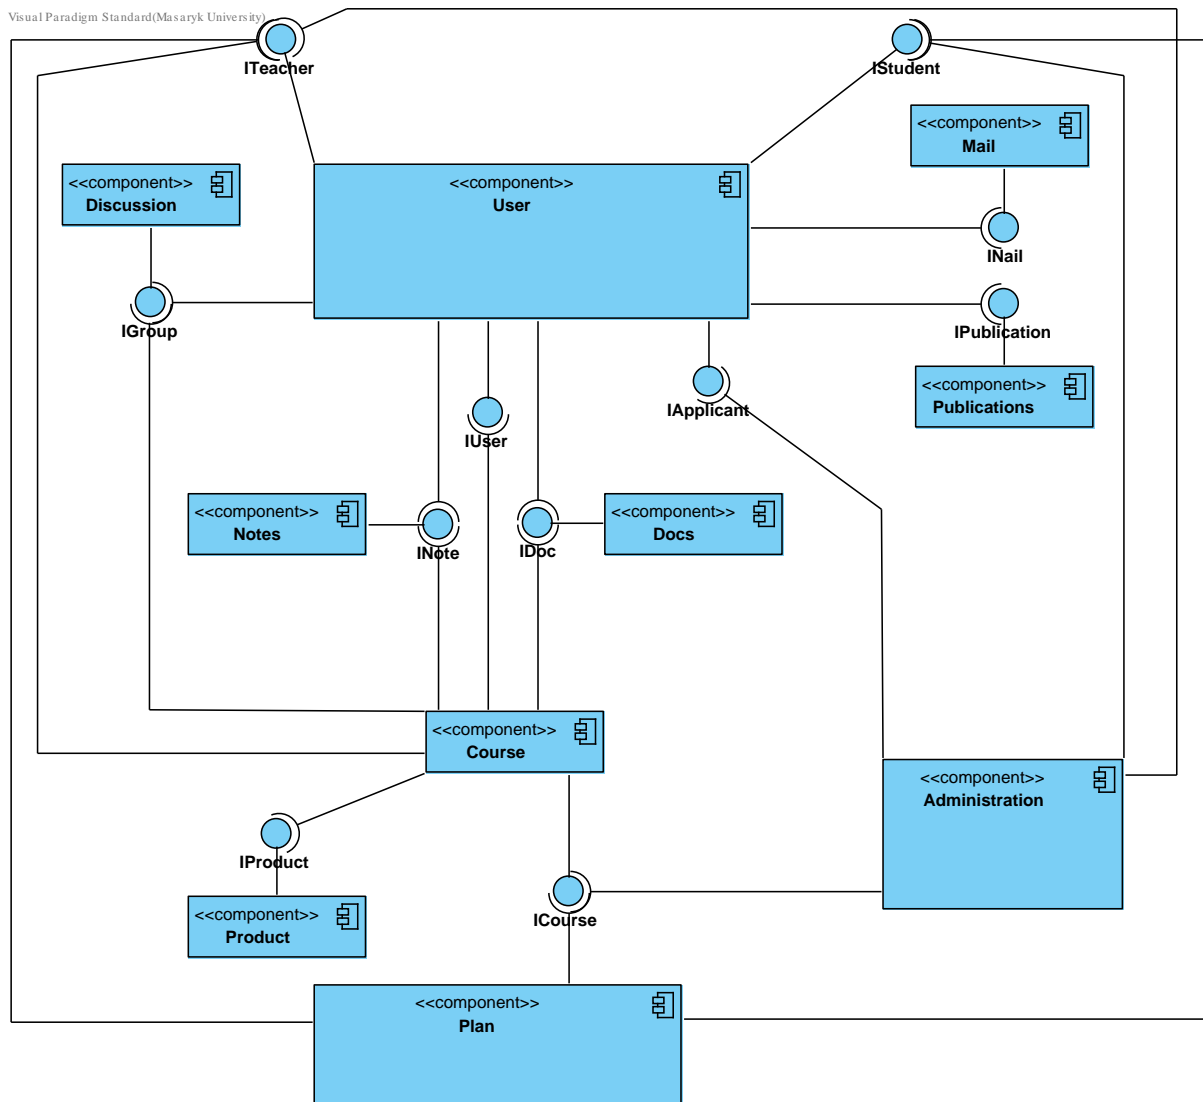 Visual Paradigm Standard(Masaryk University)
ITeacher
IStudent
<<component>>
Mail
<<component>>
Discussion
<<component>>
User
INail
IGroup
IPublication
<<component>>
Publications
IApplicant
IUser
<<component>>
Notes
INote
IDoc
<<component>>
Docs
<<component>>
Course
<<component>>
Administration
IProduct
<<component>>
Product
ICourse
<<component>>
Plan